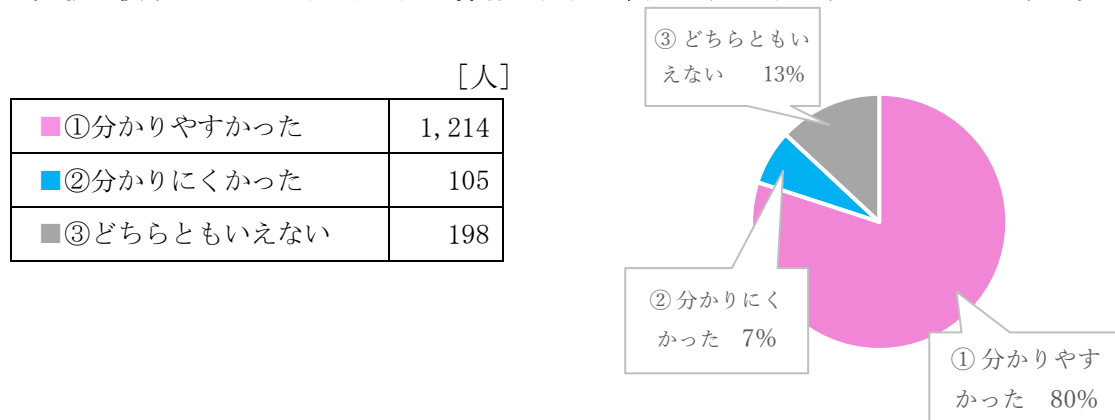 [人]
■①分かりやすかった 1,214
■②分かりにくかった 105
■③どちらともいえない 198
③どちらともい
えない 13%
②分かりにく
かった 7%
①分かりやす
かった 80%